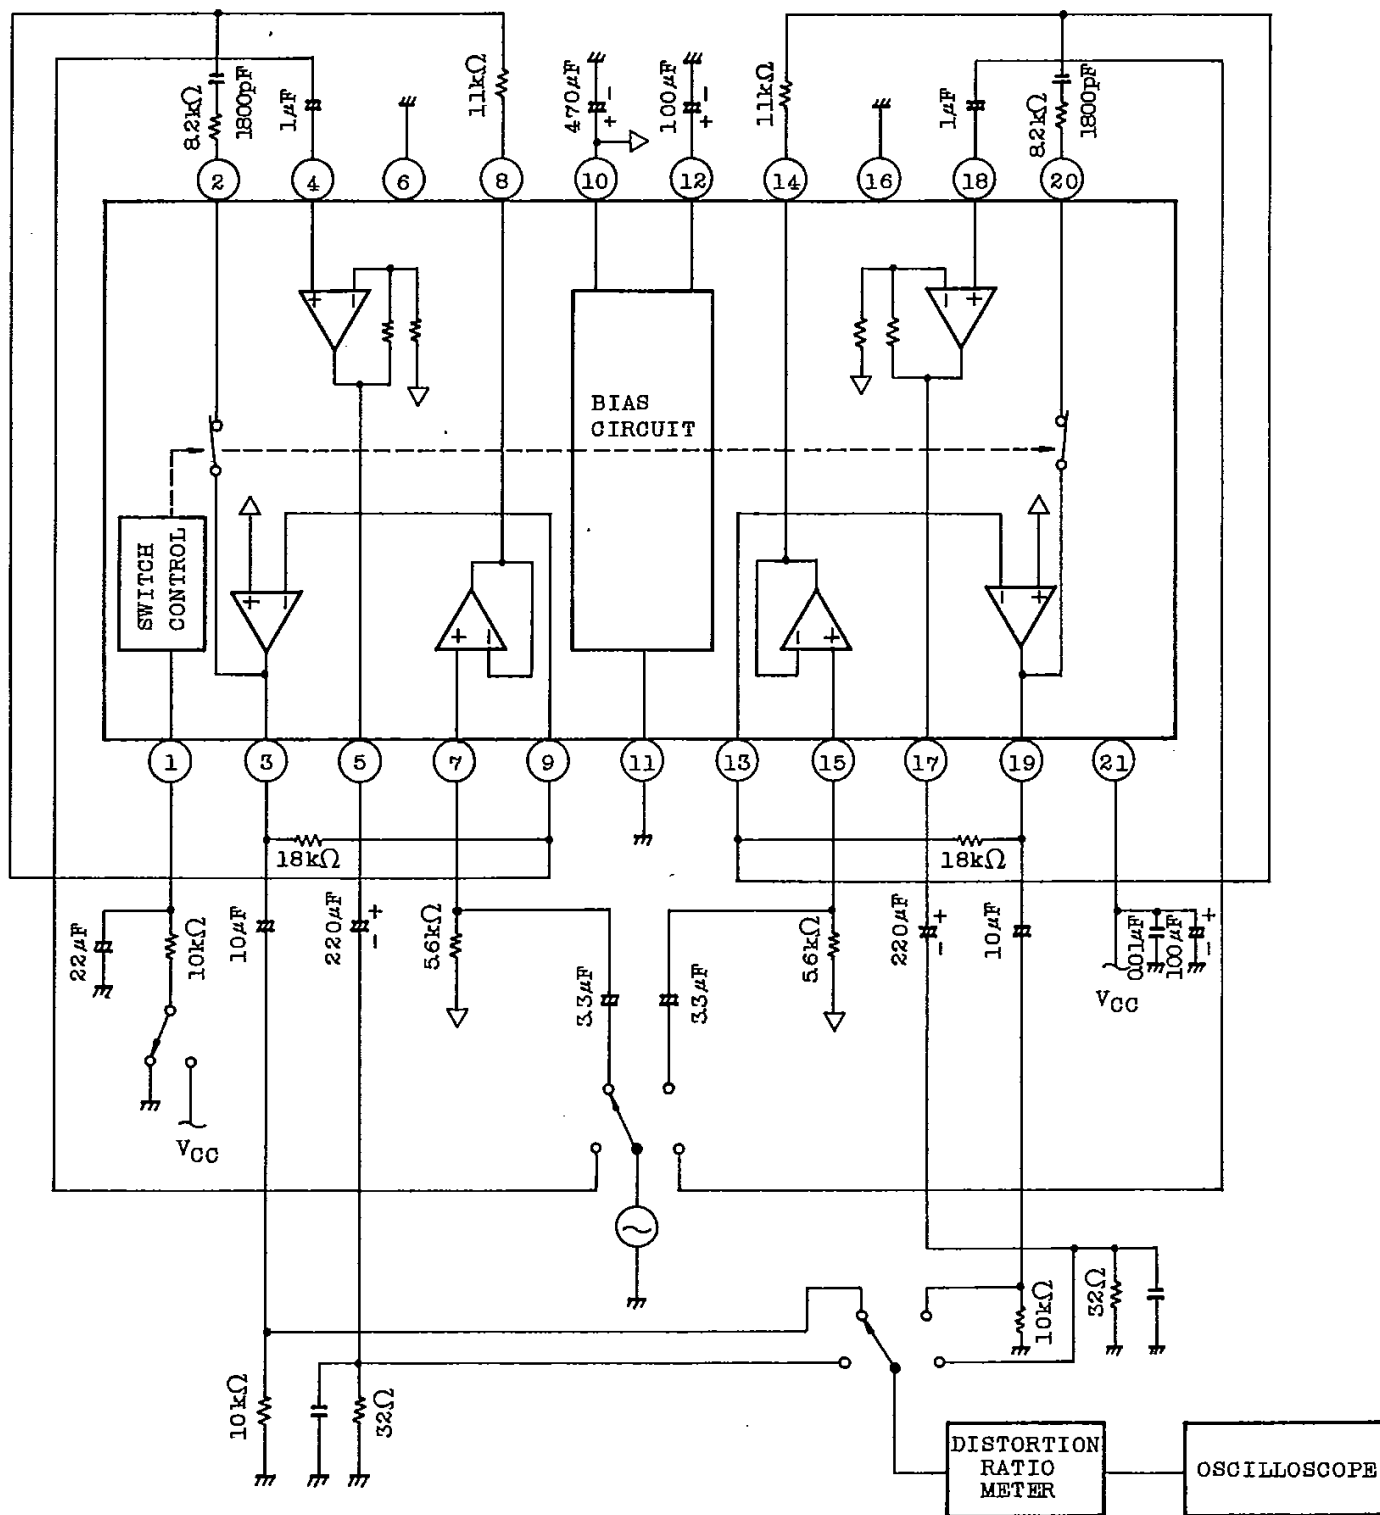 8.2kΩ
1800pF
1μF
11kΩ
470μF
-
+
100μF
-
+
11kΩ
1μF
8.2kΩ
1800pF
2
4
6
8
10
12
14
16
18
20
+
-
-
+
BIAS
CIRCUIT
SWITCH
CONTROL
+
-
+
-
-
+
-
+
1
3
5
7
9
11
13
15
17
19
21
18kΩ
18kΩ
22μF
10kΩ
10μF
220μF
+
-
5.6kΩ
3.3μF
3.3μF
5.6kΩ
220μF
+
-
10μF
VCC
0.01μF
100μF
+
-
VCC
~
10kΩ
32Ω
10kΩ
32Ω
DISTORTION
RATIO
METER
OSCILLOSCOPE